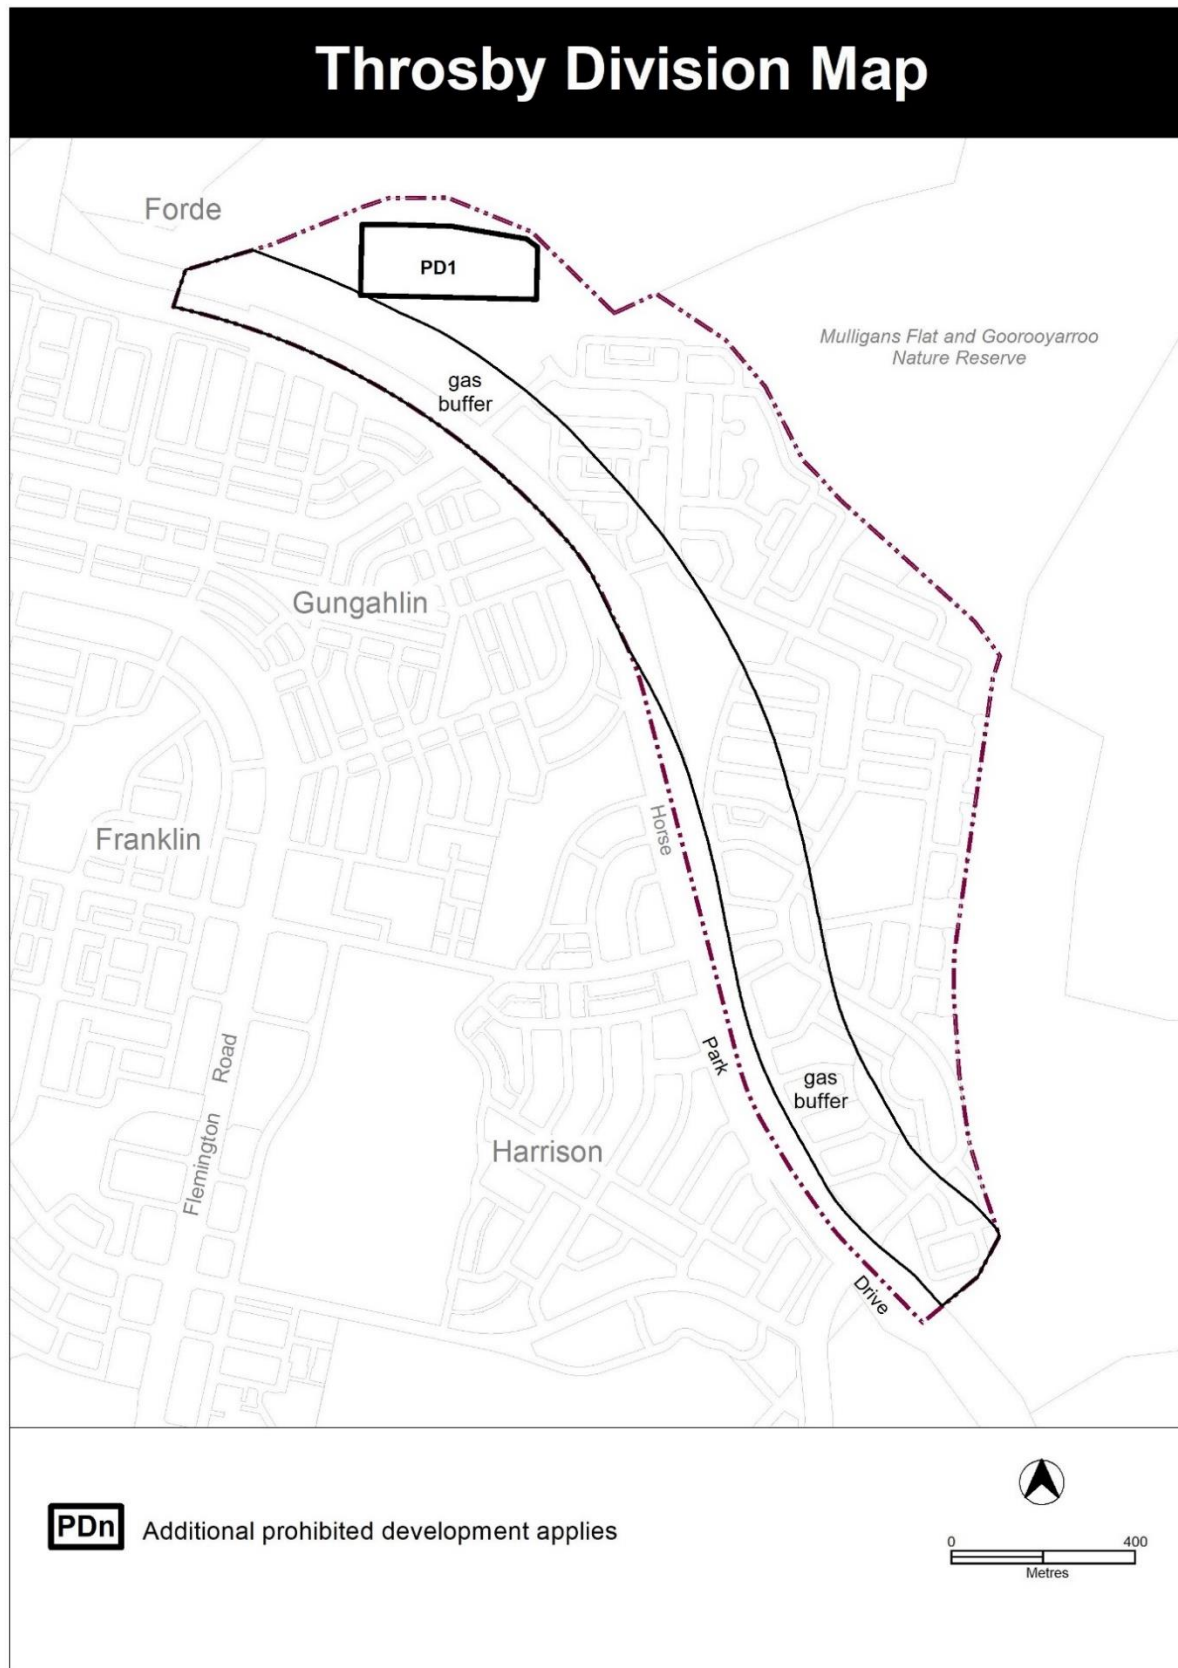 Throsby Division Map
Forde
PD1
Mulligans Flat and Goorooyarroo
Nature Reserve
gas
buffer
Gungahlin
Horse
Franklin
Park
Road
gas
buffer
Flemington
Harrison
Drive
PDn Additional prohibited development applies
0 400
Metres